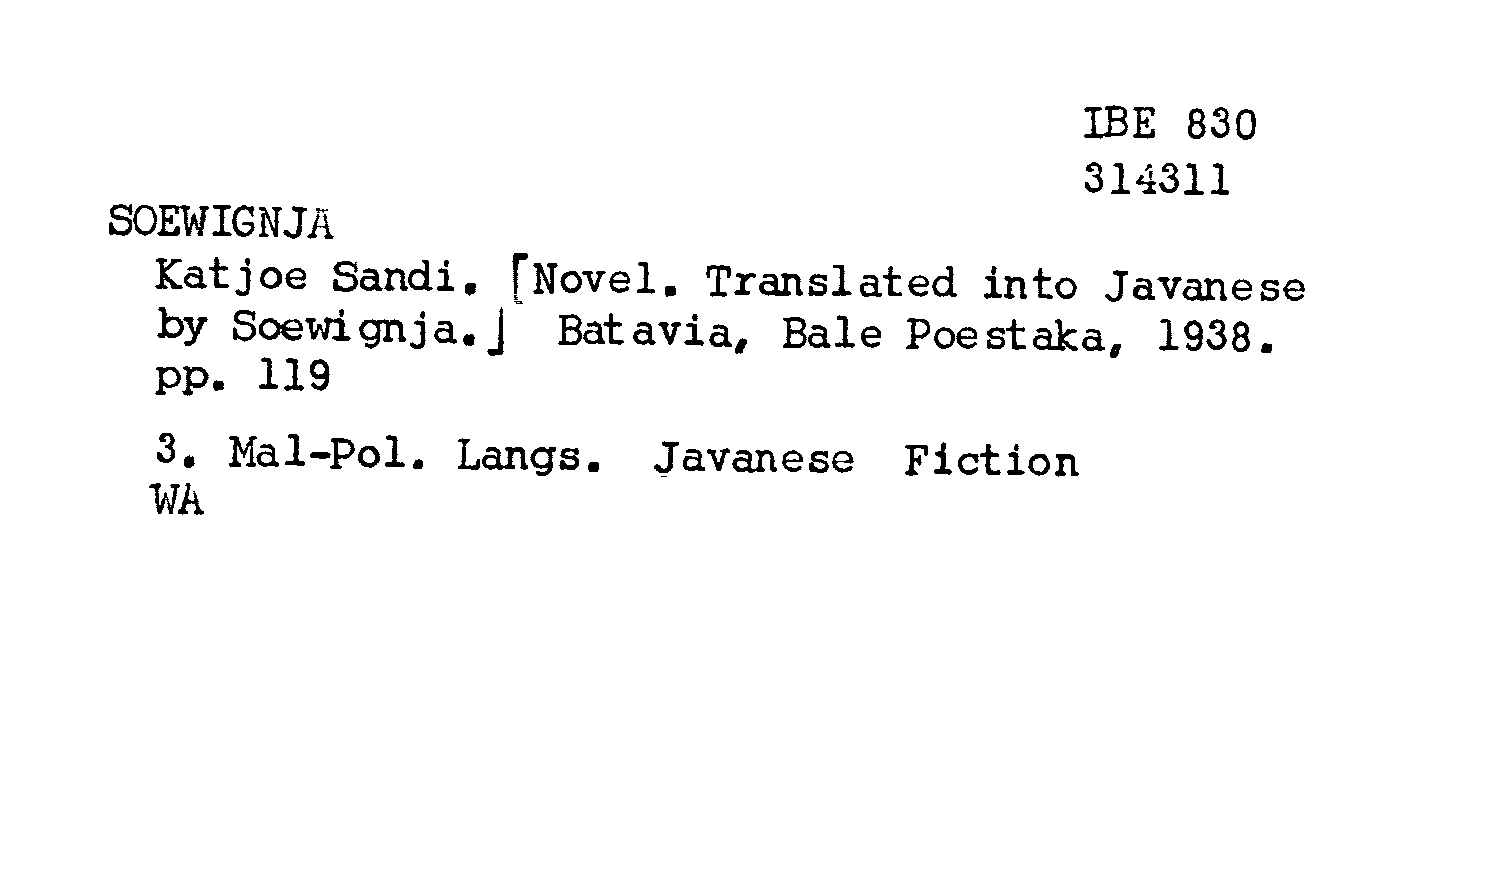 IBE 830
314311
SOEWIGNJA
Katjoe Sandi. [Novel. Translated into Javanese
by Soewignja.] Batavia, Bale Poestaka, 1938.
pp. 119
3. Mal-Pol. Langs. Javanese Fiction
WA